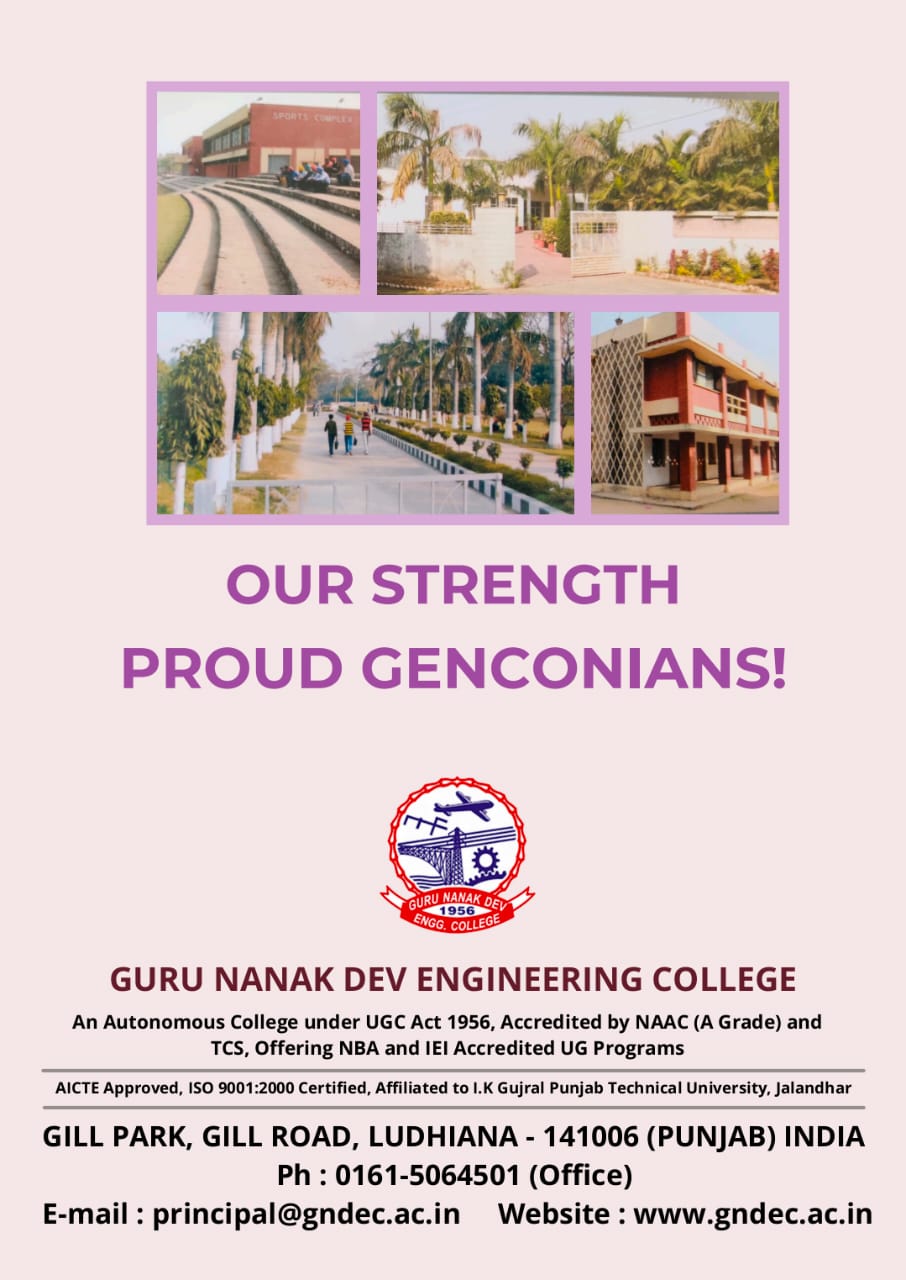 SPORTS COMPLEX
OUR STRENGTH
PROUD GENCONIANS!
GURU NANAK DEV
1956
ENGG. COLLEGE
GURU NANAK DEV ENGINEERING COLLEGE
An Autonomous College under UGC Act 1956, Accredited by NAAC (A Grade) and
TCS, Offering NBA and IEI Accredited UG Programs
AICTE Approved, ISO 9001:2000 Certified, Affiliated to I.K Gujral Punjab Technical University, Jalandhar
GILL PARK, GILL ROAD, LUDHIANA - 141006 (PUNJAB) INDIA
Ph : 0161-5064501 (Office)
E-mail : principal@gndec.ac.in Website : www.gndec.ac.in